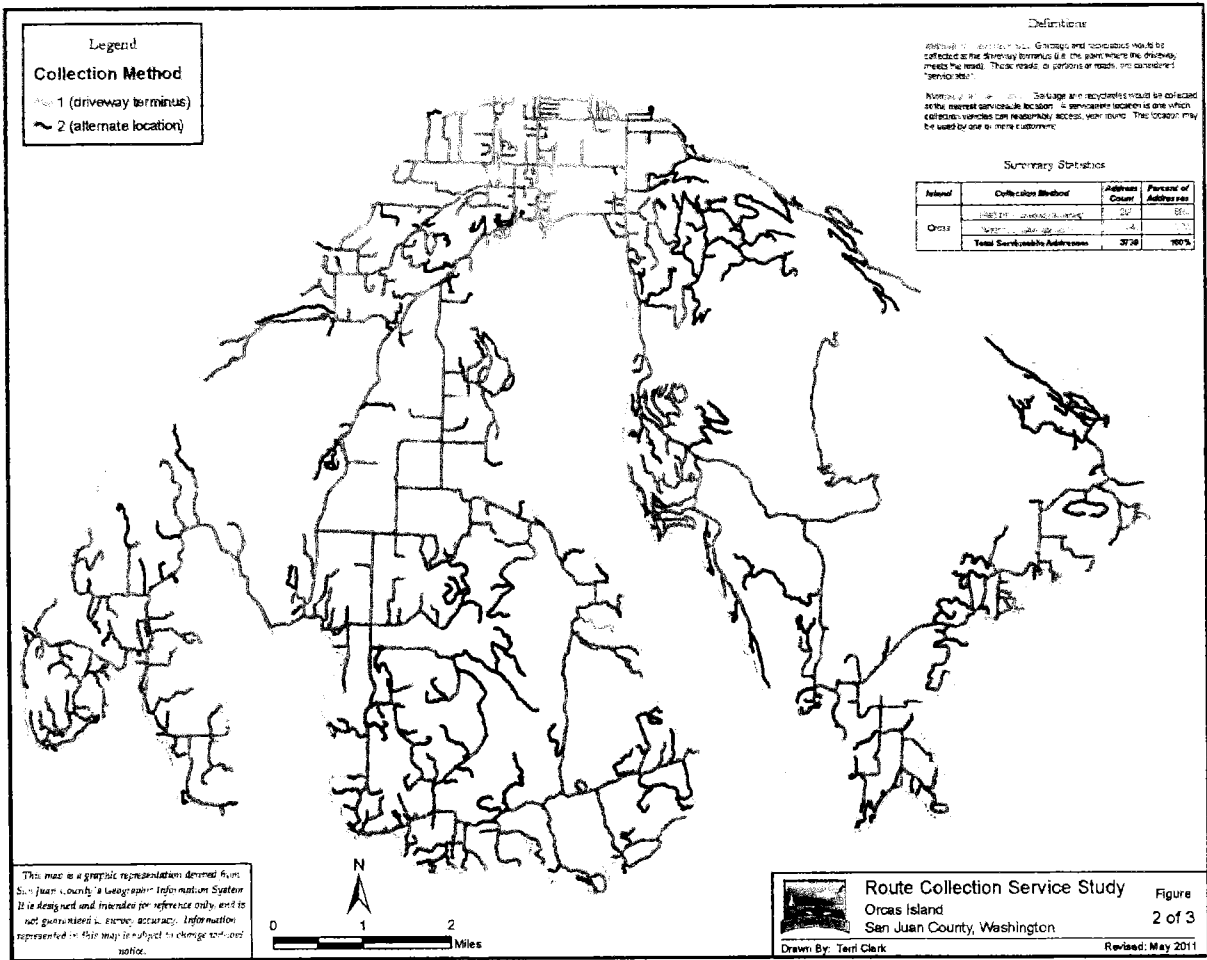 Legend
Collection Method
1 (driveway terminus)
2 (alternate location)
Definitions
Garbage and recyclables would be
collected at the driveway terminus (i.e. the point where the driveway
meets the road). These roads, or portions of roads, are considered
"serviceable".
Garbage and recyclables would be collected
at the nearest serviceable location. A serviceable location is one which
collection vehicles can reasonably access, year round. This location may
be used by one or more customers.
Summary Statistics
Island Collection Method Address Count Percent of Addresses
Orcas
Total Serviceable Addresses 3738 100%
This map is a graphic representation derived from
San Juan County's Geographic Information System
It is designed and intended for reference only, and is
not guaranteed to survey accuracy. Information
represented in this map is subject to change without
notice.
N
0 1 2
Miles
Route Collection Service Study
Orcas Island
San Juan County, Washington
Figure
2 of 3
Drawn By: Terri Clark
Revised: May 2011